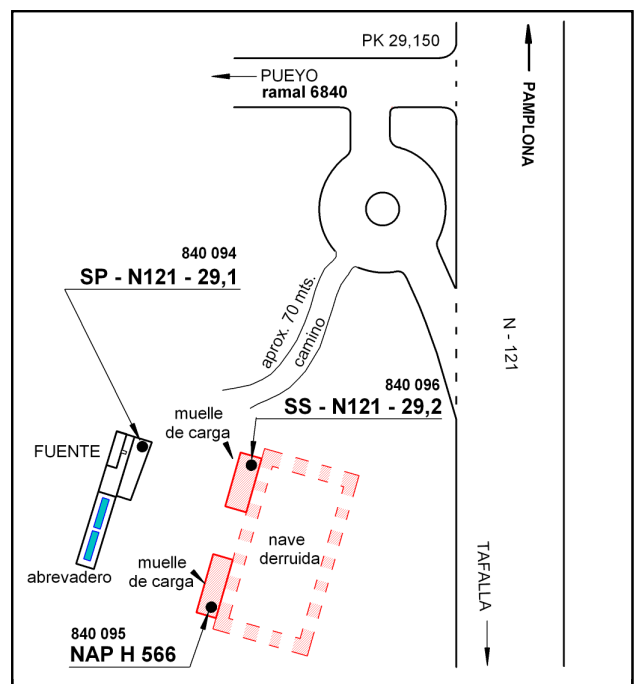 PK 29,150
PUEYO
ramal 6840
PAMPLONA
840 094
SP - N121 - 29,1
aprox. 70 mts.
camino
N - 121
840 096
SS - N121 - 29,2
muelle
de carga
FUENTE
nave
derruida
muelle
de carga
abrevadero
TAFALLA
840 095
NAP H 566